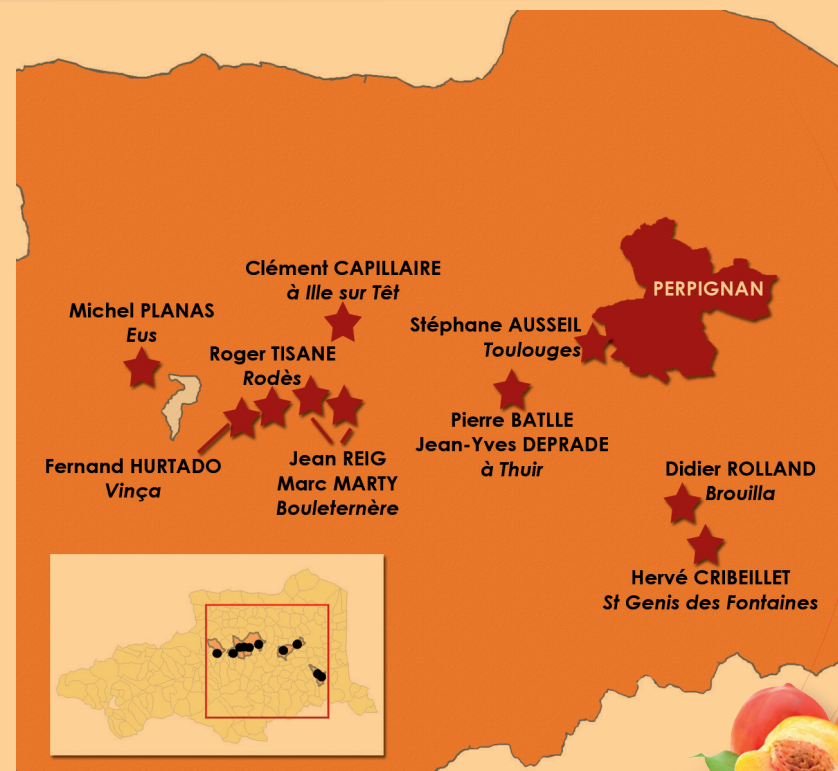 Clément CAPILLAIRE
à Ille sur Têt
Michel PLANAS
Eus
Stéphane AUSSEIL
Toulouges
PERPIGNAN
Roger TISANE
Rodès
Fernand HURTADO
Vinça
Jean REIG
Marc MARTY
Bouleternère
Pierre BATLLE
Jean-Yves DEPRADE
à Thuir
Didier ROLLAND
Brouilla
Hervé CRIBEILLET
St Genis des Fontaines